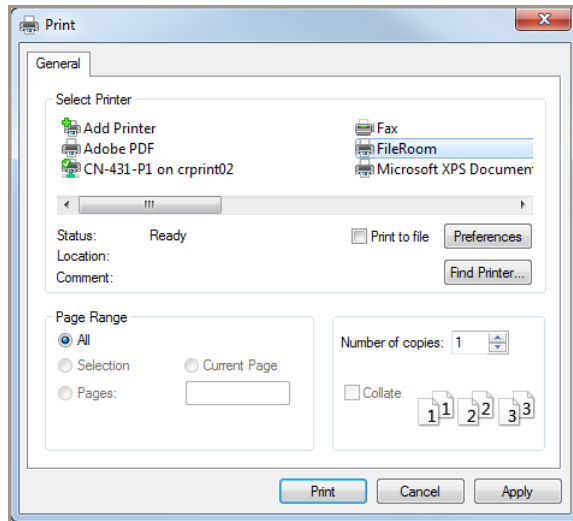 Print
General
Select Printer
Add Printer
Fax
Adobe PDF
FileRoom
CN-431-P1 on crprint02
Microsoft XPS Documen
Status: Ready
Print to file
Preferences
Location:
Comment:
Find Printer...
Page Range
All
Selection
Current Page
Pages:
Number of copies: 1
Collate
1 1 2 2 3 3
Print
Cancel
Apply